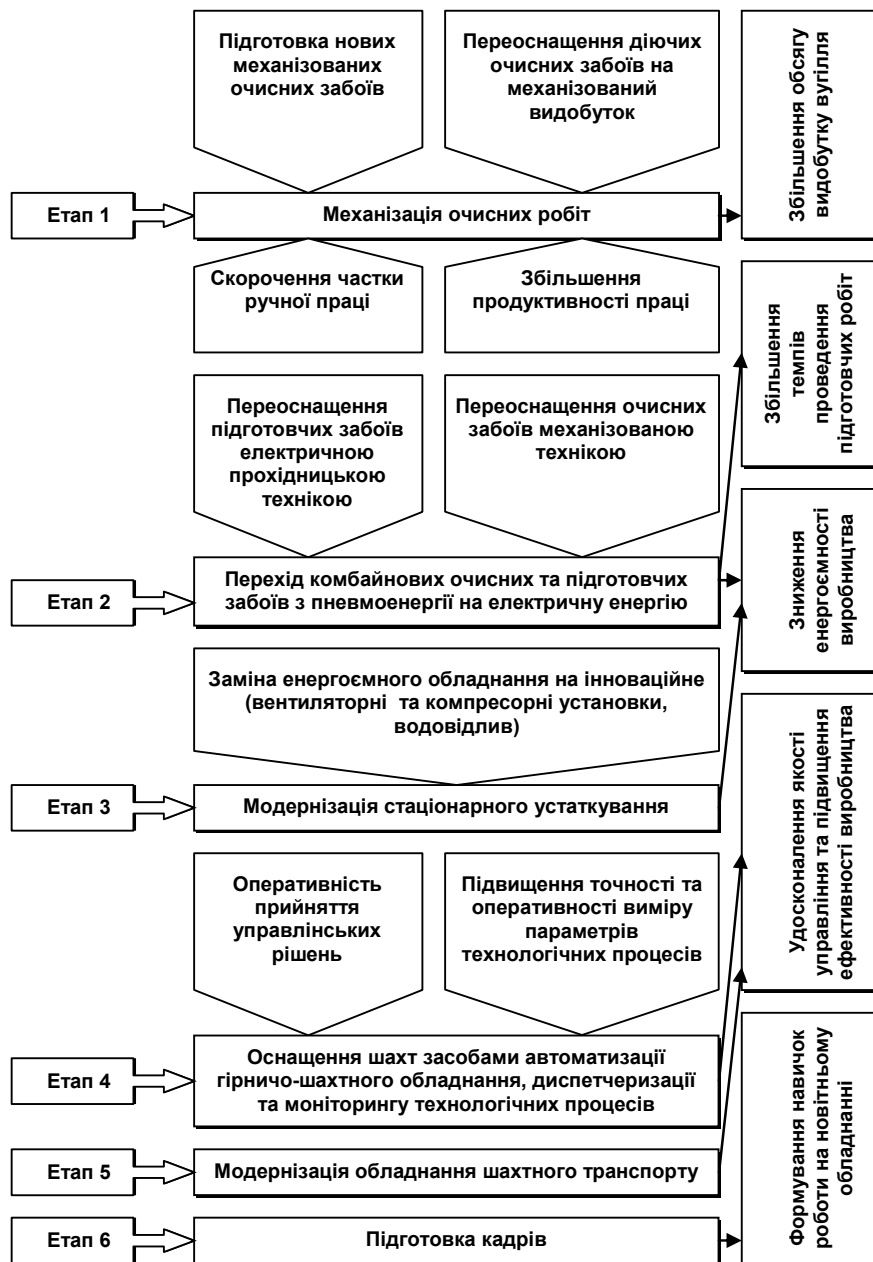 Підготовка нових
механізованих
очисних забоїв
Переоснащення діючих
очисних забоїв на
механізований
видобуток
Збільшення обсягу
видобутку вугілля
Етап 1
Механізація очисних робіт
Скорочення частки
ручної праці
Збільшення
продуктивності праці
Збільшення
темпів
проведення
підготовчих робіт
Переоснащення
підготовчих забоїв
електричною
прохідницькою
технікою
Переоснащення очисних
забоїв механізованою
технікою
Зниження
енергоємності
виробництва
Етап 2
Перехід комбайнових очисних та підготовчих
забоїв з пневмоенергії на електричну енергію
Заміна енергоємного обладнання на інноваційне
(вентиляторні та компресорні установки,
водовідлив)
Удосконалення якості
управління та підвищення
ефективності виробництва
Етап 3
Модернізація стаціонарного устаткування
Оперативність
прийняття
управлінських
рішень
Підвищення точності та
оперативності виміру
параметрів
технологічних процесів
Етап 4
Оснащення шахт засобами автоматизації
гірничо-шахтного обладнання, диспетчеризації
та моніторингу технологічних процесів
Формування навичок
роботи на новітньому
обладнанні
Етап 5
Модернізація обладнання шахтного транспорту
Етап 6
Підготовка кадрів